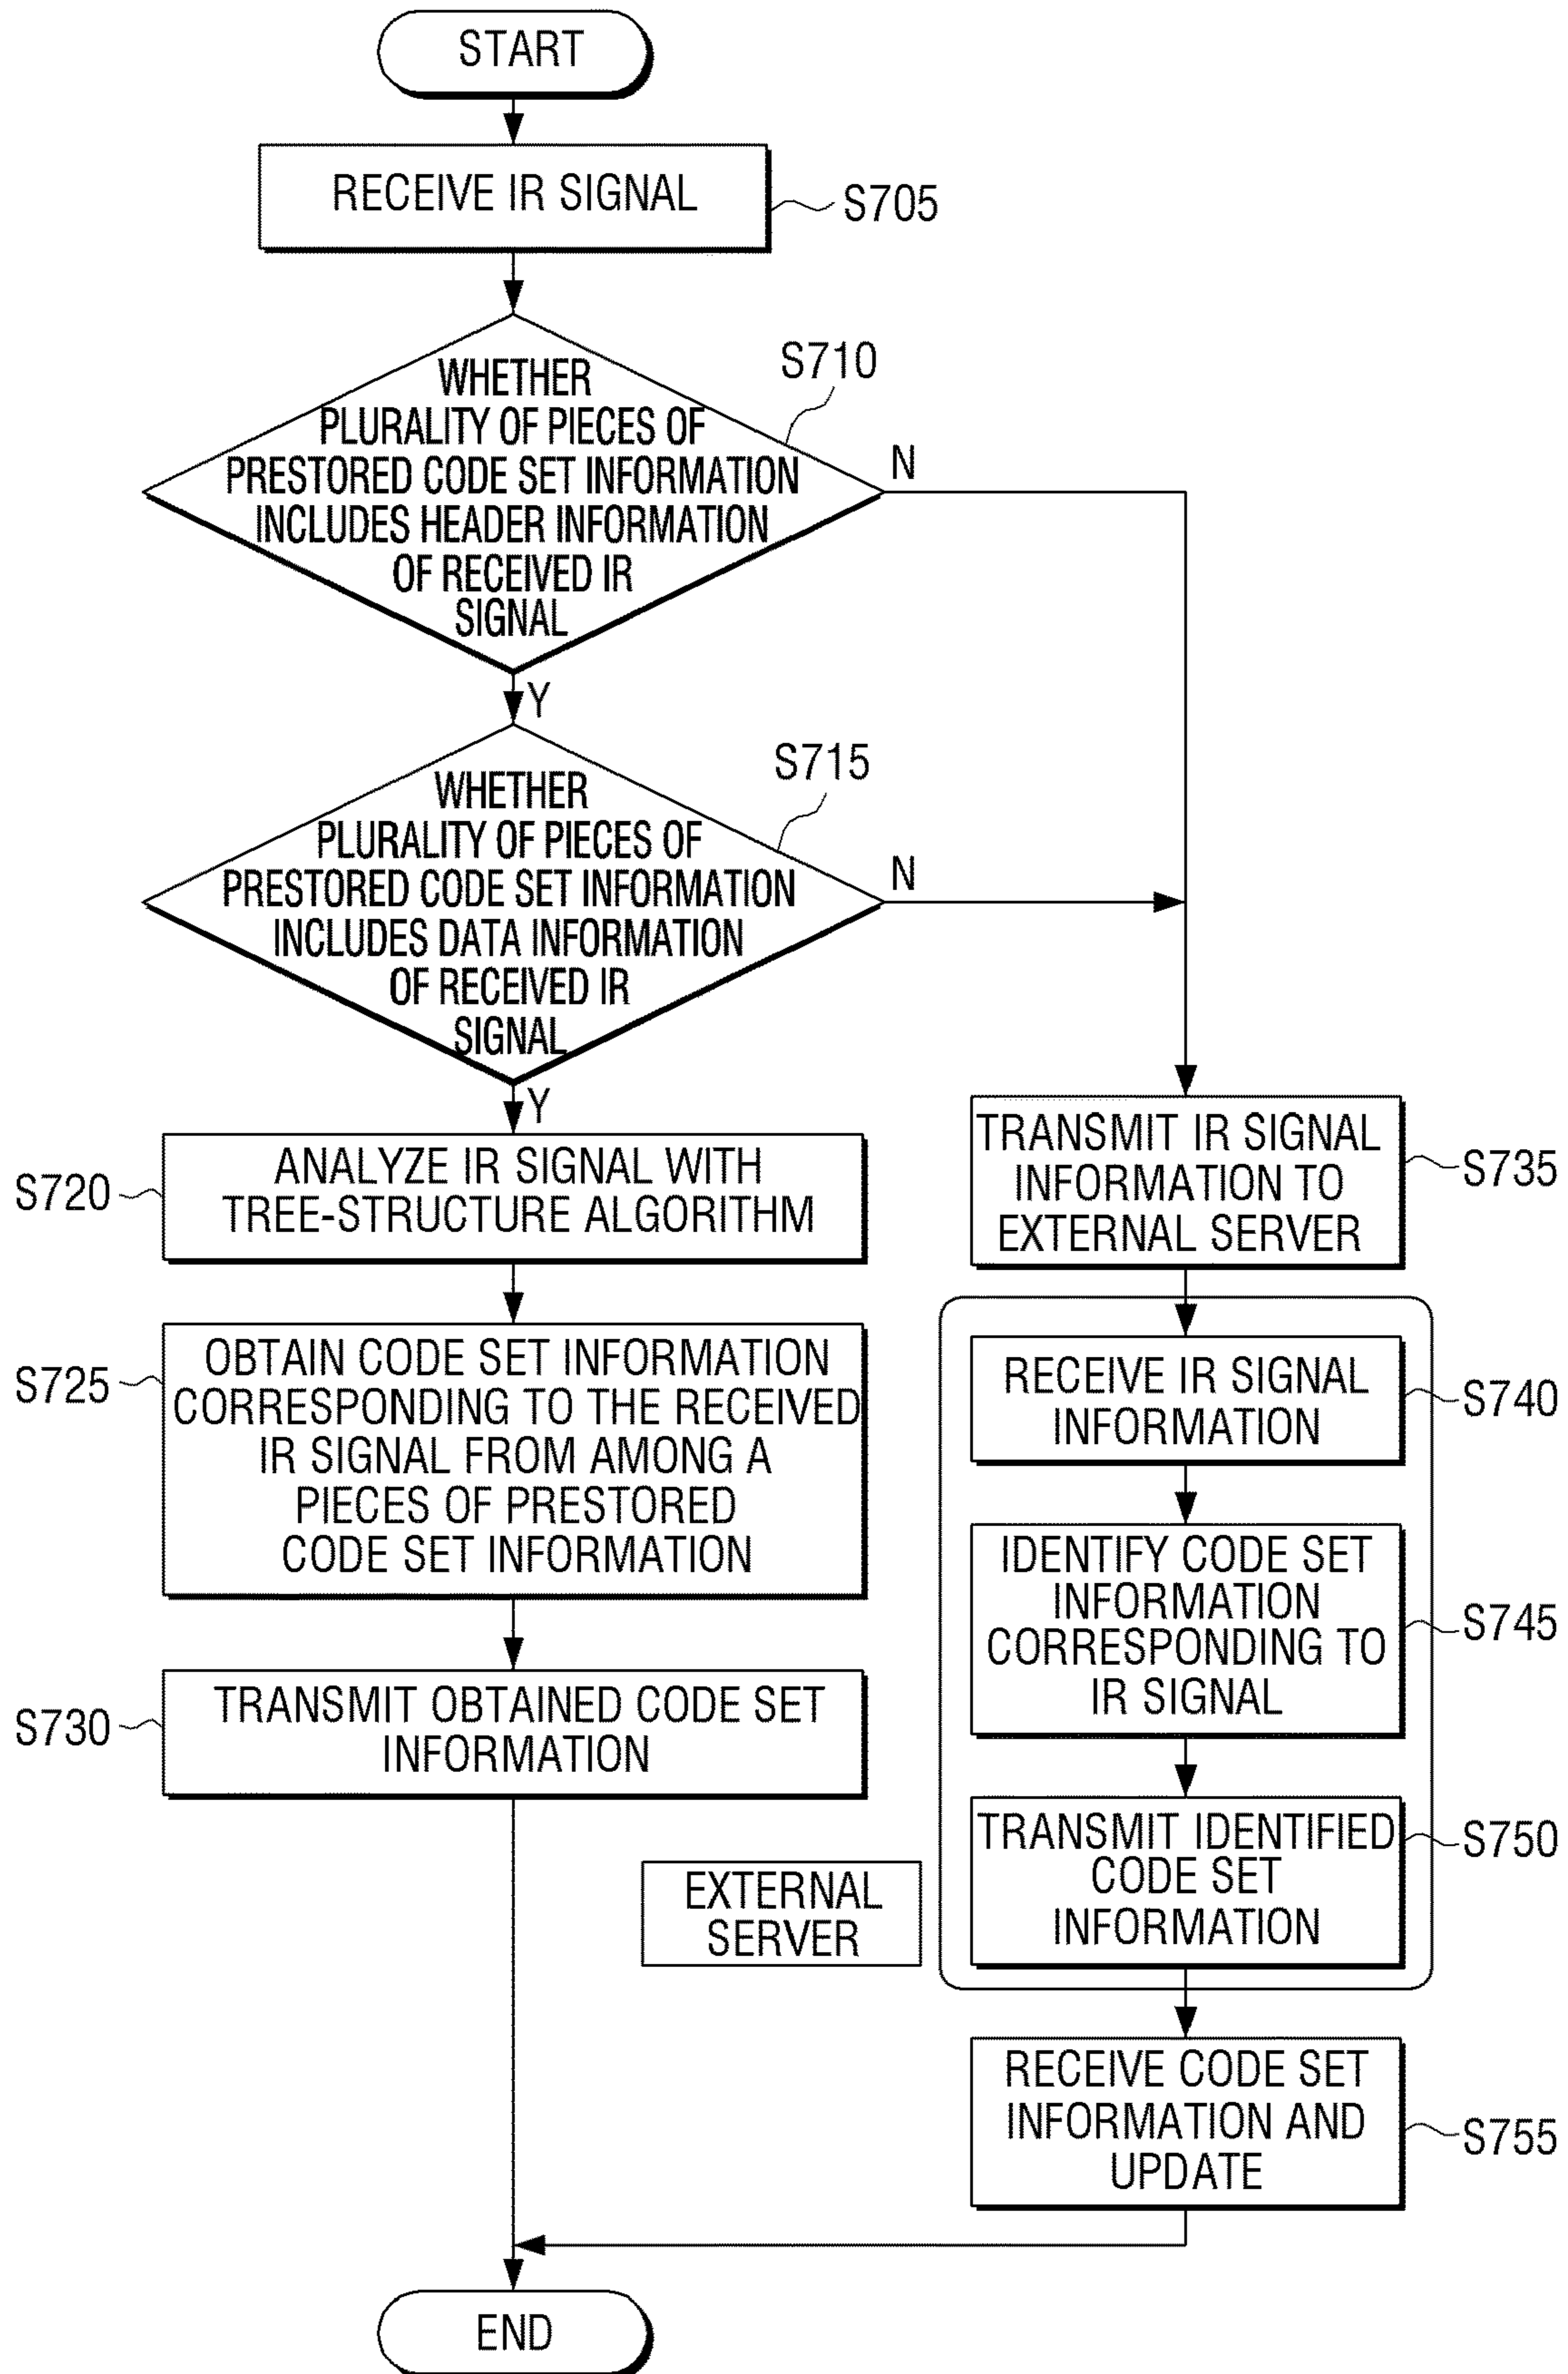 START
RECEIVE IR SIGNAL
S705
S710
WHETHER
PLURALITY OF PIECES OF
PRESTORED CODE SET INFORMATION
INCLUDES HEADER INFORMATION
OF RECEIVED IR
SIGNAL
N
Y
S715
WHETHER
PLURALITY OF PIECES OF
PRESTORED CODE SET INFORMATION
INCLUDES DATA INFORMATION
OF RECEIVED IR
SIGNAL
N
Y
S720
ANALYZE IR SIGNAL WITH
TREE-STRUCTURE ALGORITHM
S725
OBTAIN CODE SET INFORMATION
CORRESPONDING TO THE RECEIVED
IR SIGNAL FROM AMONG A
PIECES OF PRESTORED
CODE SET INFORMATION
S730
TRANSMIT OBTAINED CODE SET
INFORMATION
TRANSMIT IR SIGNAL
INFORMATION TO
EXTERNAL SERVER
S735
RECEIVE IR SIGNAL
INFORMATION
S740
IDENTIFY CODE SET
INFORMATION
CORRESPONDING TO
IR SIGNAL
S745
TRANSMIT IDENTIFIED
CODE SET
INFORMATION
S750
EXTERNAL
SERVER
RECEIVE CODE SET
INFORMATION AND
UPDATE
S755
END